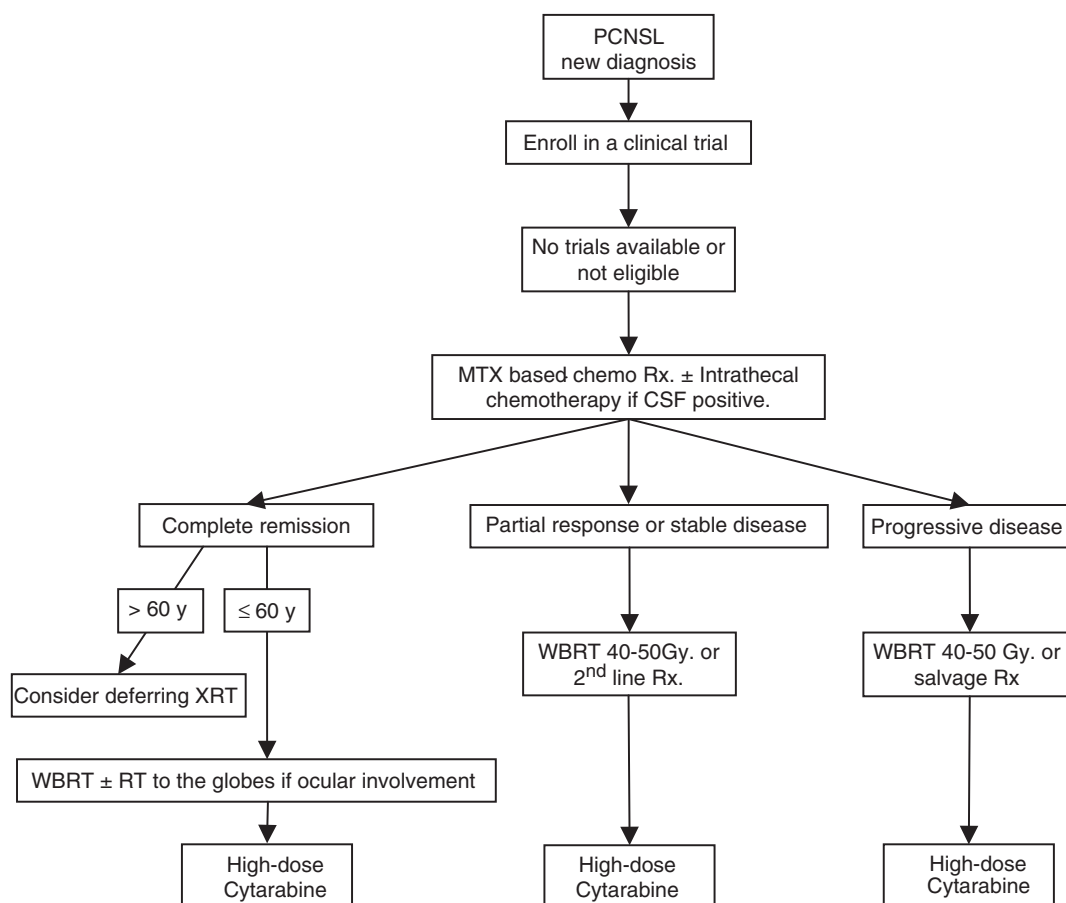 PCNSL
new diagnosis
Enroll in a clinical trial
No trials available or
not eligible
MTX based chemo Rx. ± Intrathecal
chemotherapy if CSF positive.
Complete remission
Partial response or stable disease
Progressive disease
> 60 y
≤ 60 y
Consider deferring XRT
WBRT 40-50Gy. or
2nd line Rx.
WBRT 40-50 Gy. or
salvage Rx
WBRT ± RT to the globes if ocular involvement
High-dose
Cytarabine
High-dose
Cytarabine
High-dose
Cytarabine